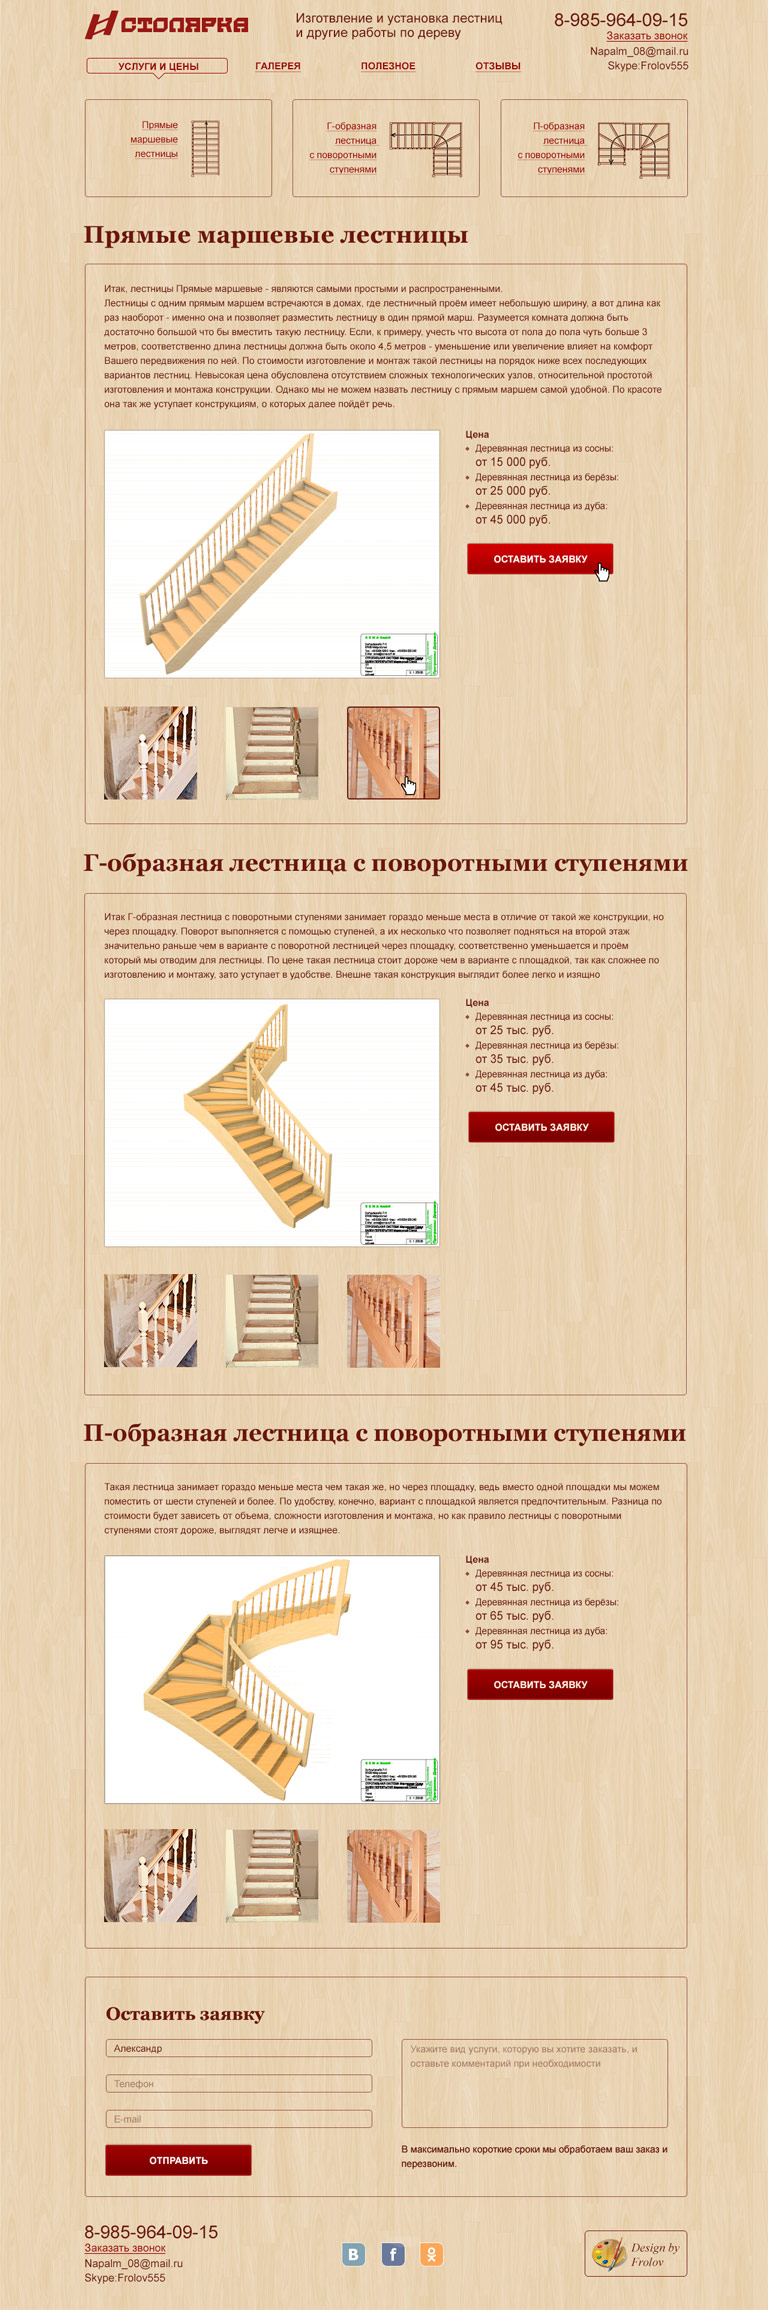 СТОЛЯРКА
Изготвление и установка лестниц
и другие работы по дереву
8-985-964-09-15
Заказать звонок
Napalm_08@mail.ru
Skype:Frolov555
УСЛУГИ И ЦЕНЫ
ГАЛЕРЕЯ
ПОЛЕЗНОЕ
ОТЗЫВЫ
Прямые
маршевые
лестницы
Г-образная
лестница
с поворотными
ступенями
П-образная
лестница
с поворотными
ступенями
Прямые маршевые лестницы
Итак, лестницы Прямые маршевые - являются самыми простыми и распространенными.
Лестницы с одним прямым маршем встречаются в домах, где лестничный проём имеет небольшую ширину, а вот длина как
раз наоборот - именно она и позволяет разместить лестницу в один прямой марш. Разумеется комната должна быть
достаточно большой что бы вместить такую лестницу. Если, к примеру, учесть что высота от пола до пола чуть больше 3
метров, соответственно длина лестницы должна быть около 4,5 метров - уменьшение или увеличение влияет на комфорт
Вашего передвижения по ней. По стоимости изготовление и монтаж такой лестницы на порядок ниже всех последующих
вариантов лестниц. Невысокая цена обусловлена отсутствием сложных технологических узлов, относительной простотой
изготовления и монтажа конструкции. Однако мы не можем назвать лестницу с прямым маршем самой удобной. По красоте
она так же уступает конструкциям, о которых далее пойдёт речь.
Цена
Деревянная лестница из сосны:
от 15 000 руб.
Деревянная лестница из берёзы:
от 25 000 руб.
Деревянная лестница из дуба:
от 45 000 руб.
ОСТАВИТЬ ЗАЯВКУ
Г-образная лестница с поворотными ступенями
Итак Г-образная лестница с поворотными ступенями занимает гораздо меньше места в отличие от такой же конструкции, но
через площадку. Поворот выполняется с помощью ступеней, а их несколько что позволяет подняться на второй этаж
значительно раньше чем в варианте с поворотной лестницей через площадку, соответственно уменьшается и проём
который мы отводим для лестницы. По цене такая лестница стоит дороже чем в варианте с площадкой, так как сложнее по
изготовлению и монтажу, зато уступает в удобстве. Внешне такая конструкция выглядит более легко и изящно
Цена
Деревянная лестница из сосны:
от 25 тыс. руб.
Деревянная лестница из берёзы:
от 35 тыс. руб.
Деревянная лестница из дуба:
от 45 тыс. руб.
ОСТАВИТЬ ЗАЯВКУ
П-образная лестница с поворотными ступенями
Такая лестница занимает гораздо меньше места чем такая же, но через площадку, ведь вместо одной площадки мы можем
поместить от шести ступеней и более. По удобству, конечно, вариант с площадкой является предпочтительным. Разница по
стоимости будет зависеть от объема, сложности изготовления и монтажа, но как правило лестницы с поворотными
ступенями стоят дороже, выглядят легче и изящнее.
Цена
Деревянная лестница из сосны:
от 45 тыс. руб.
Деревянная лестница из берёзы:
от 65 тыс. руб.
Деревянная лестница из дуба:
от 95 тыс. руб.
ОСТАВИТЬ ЗАЯВКУ
Оставить заявку
Александр
Телефон
E-mail
ОТПРАВИТЬ
Укажите вид услуги, которую вы хотите заказать, и
оставьте комментарий при необходимости
В максимально короткие сроки мы обработаем ваш заказ и
перезвоним.
8-985-964-09-15
Заказать звонок
Napalm_08@mail.ru
Skype:Frolov555
В
f
Design by
Frolov